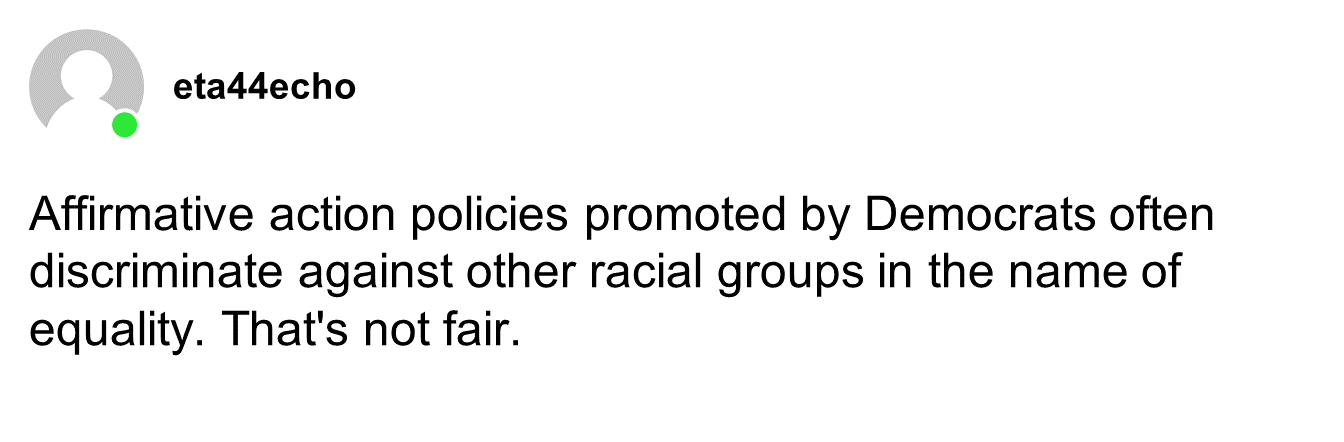 eta44echo
Affirmative action policies promoted by Democrats often
discriminate against other racial groups in the name of
equality. That's not fair.